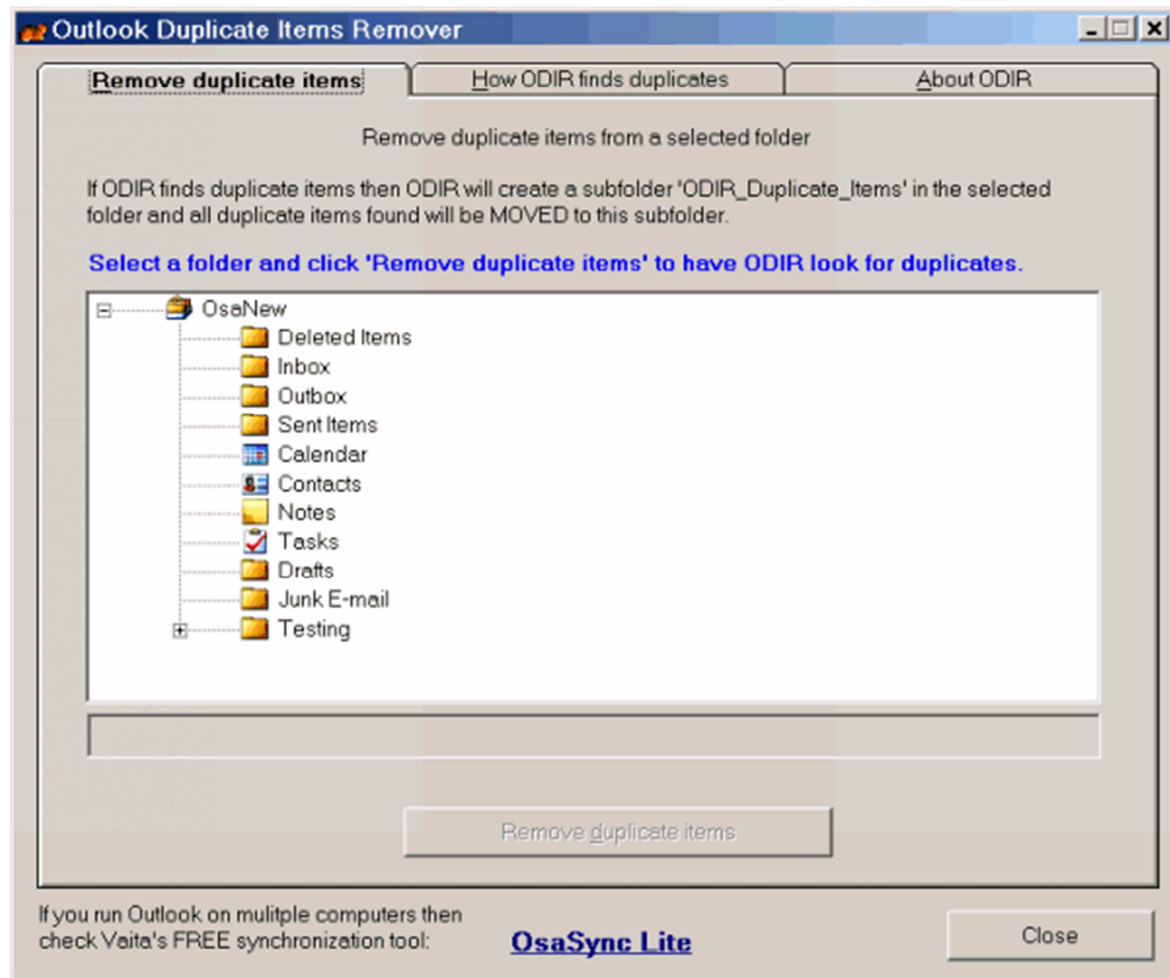 Outlook Duplicate Items Remover
Remove duplicate items
How ODIR finds duplicates
About ODIR
Remove duplicate items from a selected folder
If ODIR finds duplicate items then ODIR will create a subfolder 'ODIR_Duplicate_Items' in the selected
folder and all duplicate items found will be MOVED to this subfolder.
Select a folder and click 'Remove duplicate items' to have ODIR look for duplicates.
OsaNew
Deleted Items
Inbox
Outbox
Sent Items
Calendar
Contacts
Notes
Tasks
Drafts
Junk E-mail
Testing
Remove duplicate items
If you run Outlook on mulitple computers then
check Vaita's FREE synchronization tool:
OsaSync Lite
Close